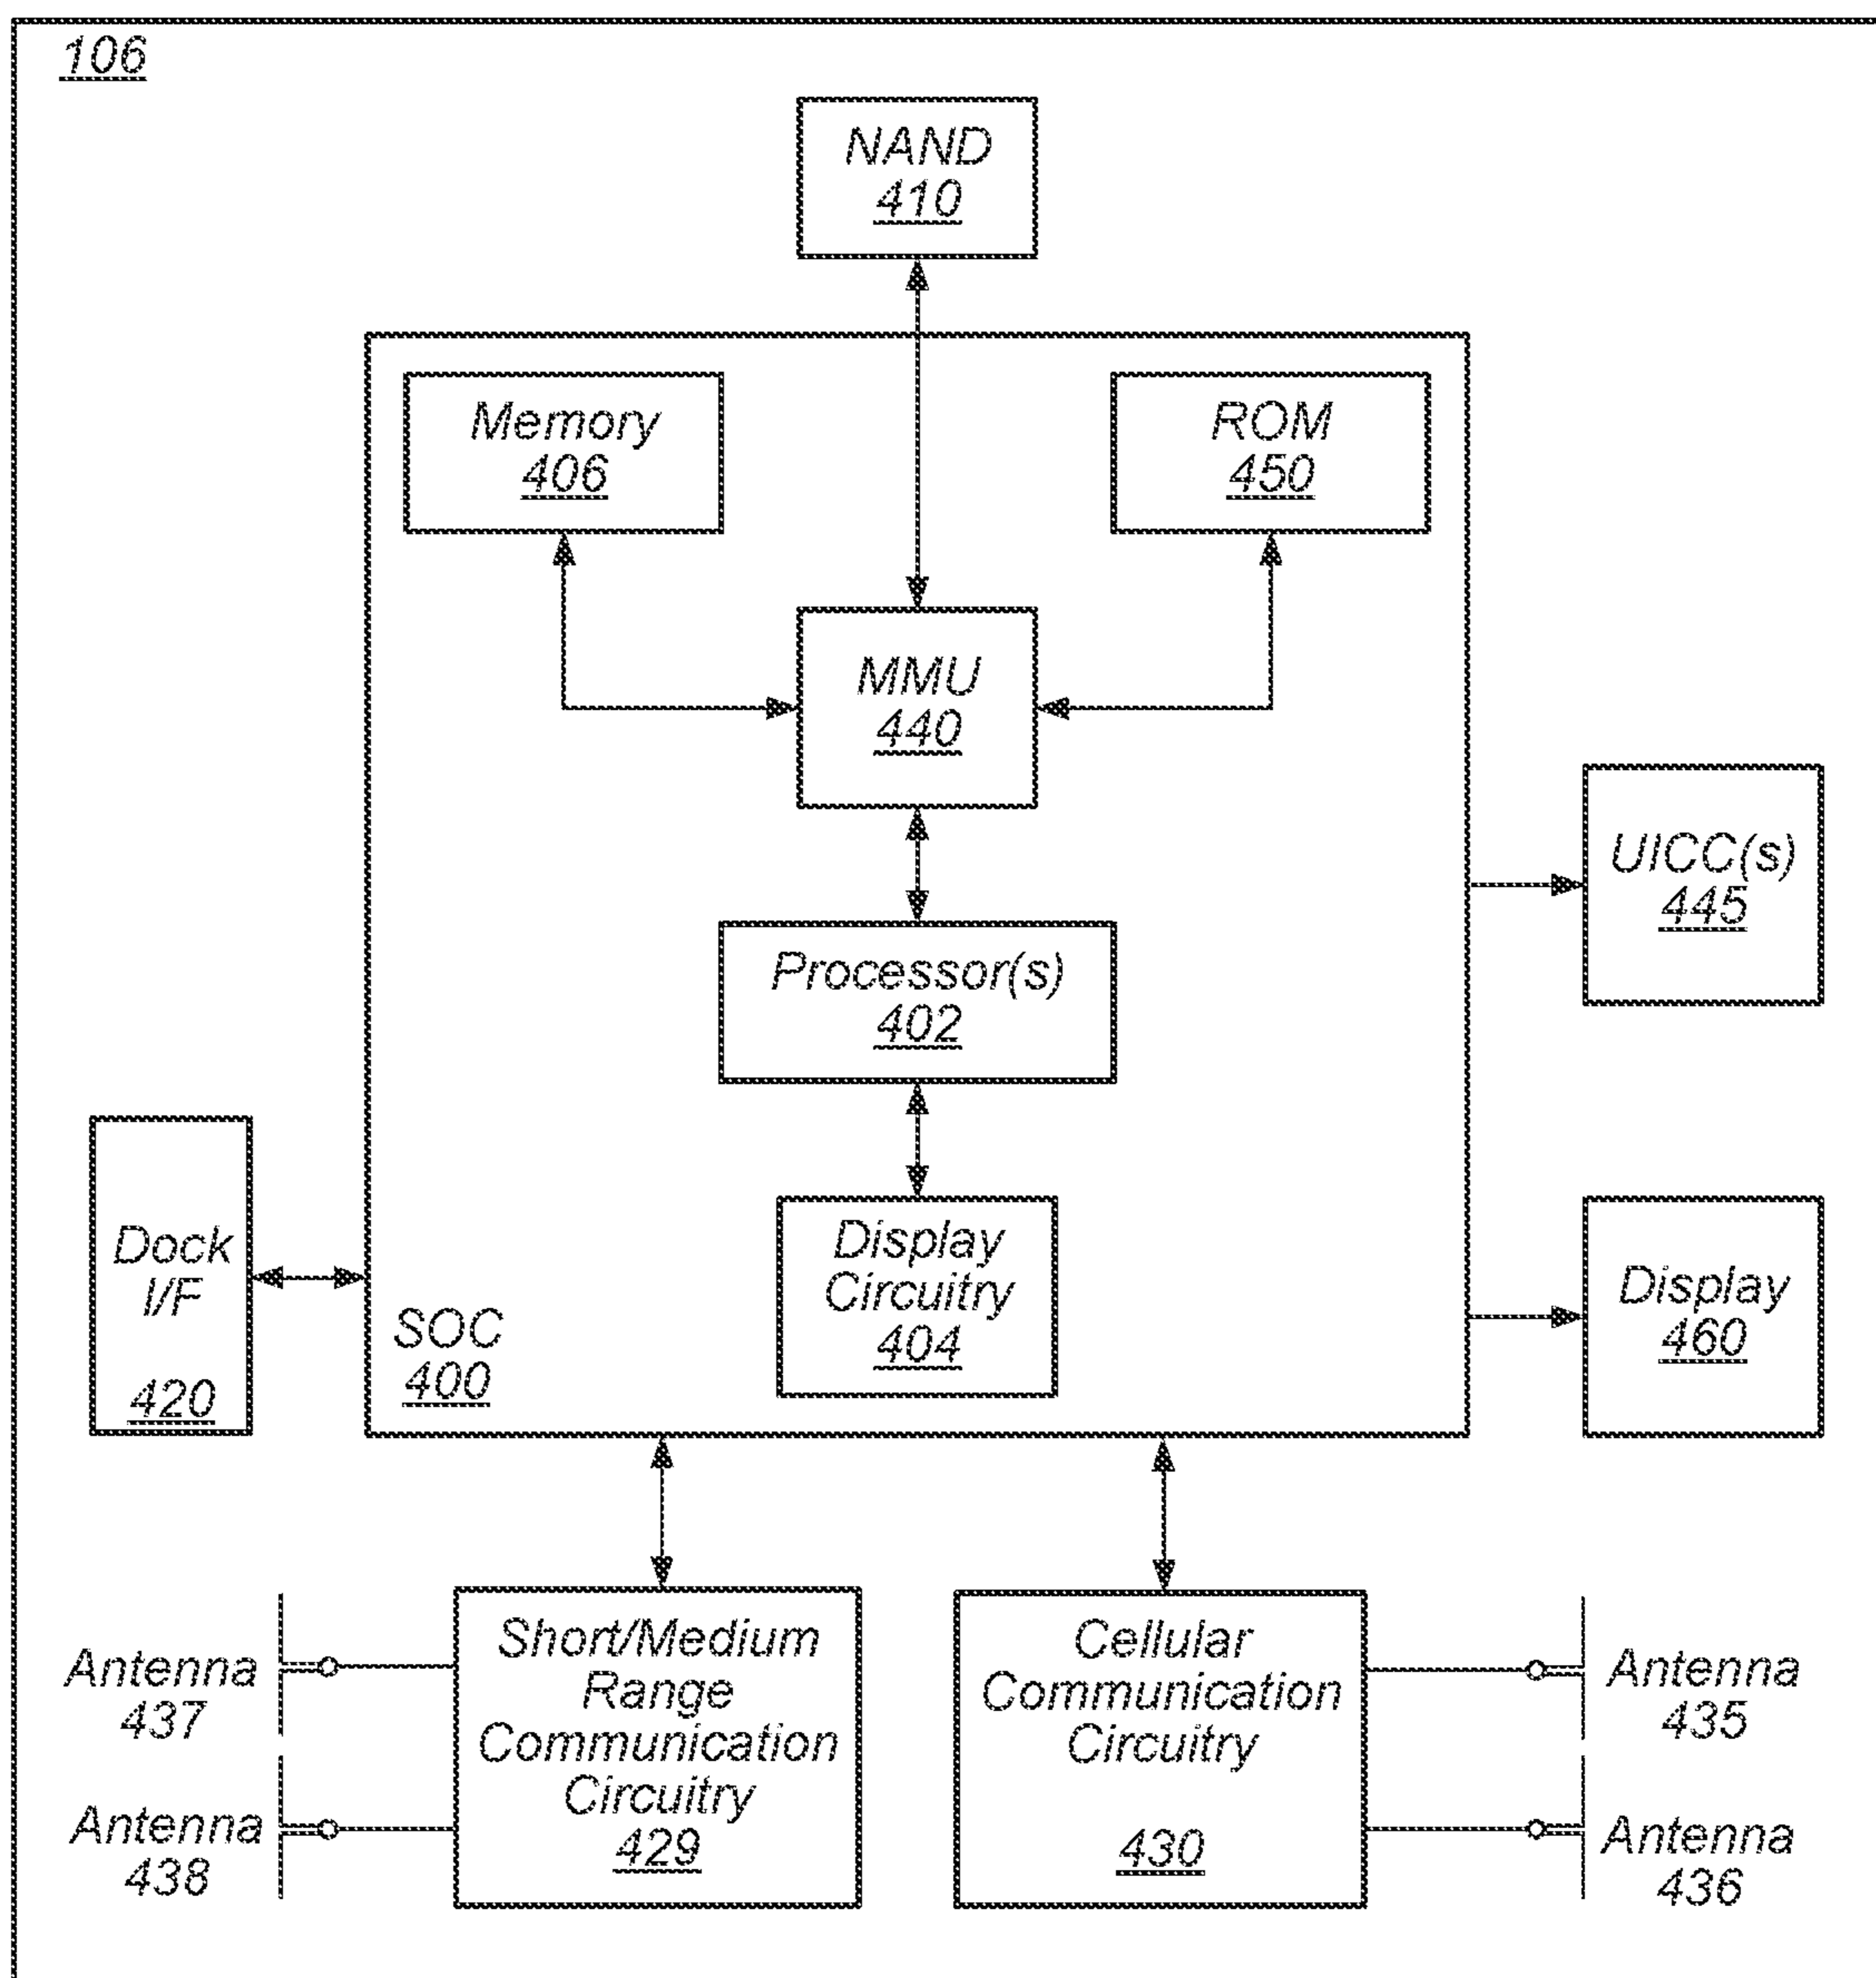 106
NAND
410
Memory
406
ROM
450
MMU
440
UICC(s)
445
Processor(s)
402
Dock
I/F
420
Display
Circuitry
404
SOC
400
Display
460
Short/Medium
Range
Communication
Circuitry
429
Cellular
Communication
Circuitry
430
Antenna
437
Antenna
438
Antenna
435
Antenna
436